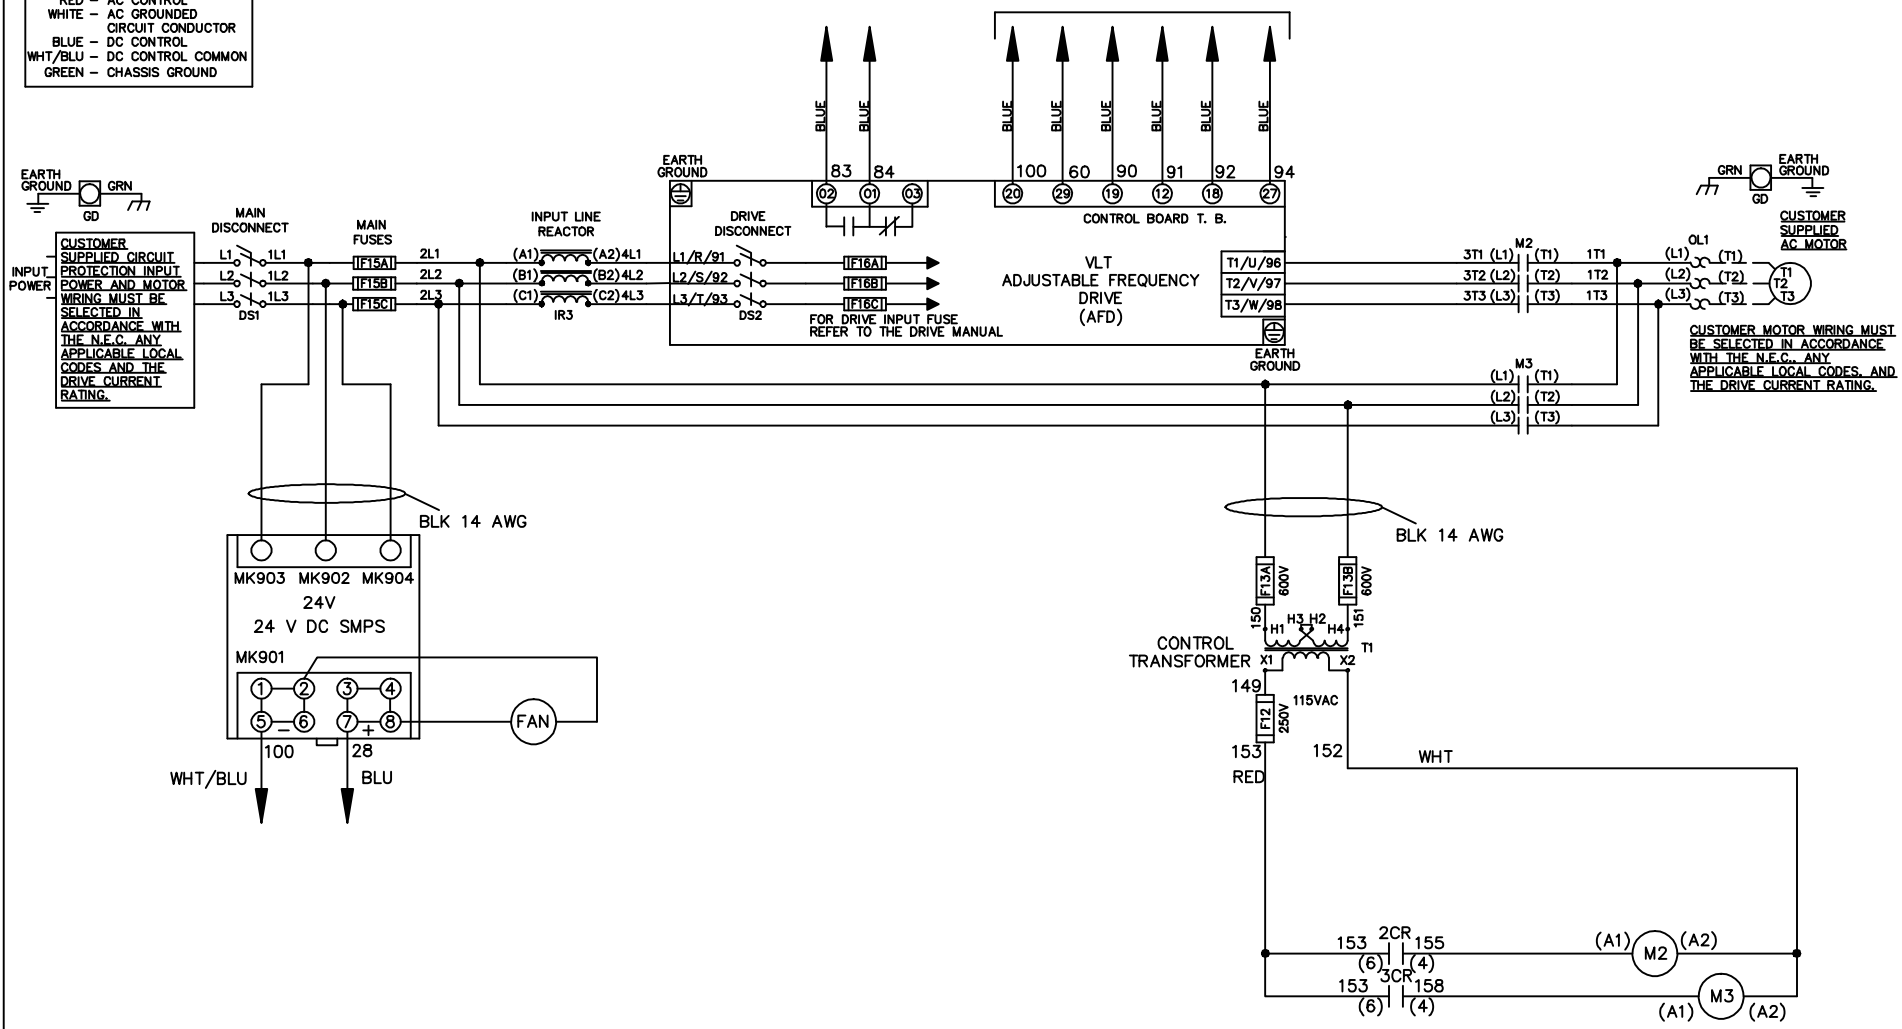 RED – AC CONTROL
WHITE – AC GROUNDED
CIRCUIT CONDUCTOR
BLUE – DC CONTROL
WHT/BLU – DC CONTROL COMMON
GREEN – CHASSIS GROUND
EARTH
GROUND
GRN
GD
INPUT
POWER
CUSTOMER
SUPPLIED CIRCUIT
PROTECTION INPUT
POWER AND MOTOR
WIRING MUST BE
SELECTED IN
ACCORDANCE WITH
THE N.E.C. ANY
APPLICABLE LOCAL
CODES AND THE
DRIVE CURRENT
RATING.
MAIN
DISCONNECT
L1 1L1
L2 1L2
L3 1L3
DS1
MAIN
FUSES
F15A
F15B
F15C
2L1
2L2
2L3
INPUT LINE
REACTOR
(A1) (A2) 4L1
(B1) (B2) 4L2
(C1) (C2) 4L3
IR3
EARTH
GROUND
L1/R/91
L2/S/92
L3/T/93
DRIVE
DISCONNECT
DS2
F16A
F16B
F16C
FOR DRIVE INPUT FUSE
REFER TO THE DRIVE MANUAL
BLUE BLUE
83 84
02 01 03
BLUE BLUE BLUE BLUE BLUE BLUE
100 60 90 91 92 94
20 29 19 12 18 27
CONTROL BOARD T. B.
VLT
ADJUSTABLE FREQUENCY
DRIVE
(AFD)
T1/U/96
T2/V/97
T3/W/98
EARTH
GROUND
M2
3T1 (L1) (T1) 1T1
3T2 (L2) (T2) 1T2
3T3 (L3) (T3) 1T3
M3
(L1) (T1)
(L2) (T2)
(L3) (T3)
OL1
(L1) (T1)
(L2) (T2)
(L3) (T3)
T1
T2
T3
GRN
GD
EARTH
GROUND
CUSTOMER
SUPPLIED
AC MOTOR
CUSTOMER MOTOR WIRING MUST
BE SELECTED IN ACCORDANCE
WITH THE N.E.C., ANY
APPLICABLE LOCAL CODES, AND
THE DRIVE CURRENT RATING.
BLK 14 AWG
MK903 MK902 MK904
24V
24 V DC SMPS
MK901
1 2 3 4
5 6 7 8
– +
100 28
WHT/BLU BLU
FAN
BLK 14 AWG
F13A 600V
F13B 600V
150 151
H1 H3 H2 H4
T1
CONTROL
TRANSFORMER
X1 X2
149
115VAC
F12 250V
153 152
RED
WHT
2CR
153 155
(6) (4)
(A1) M2 (A2)
3CR
153 158
(6) (4)
(A1) M3 (A2)